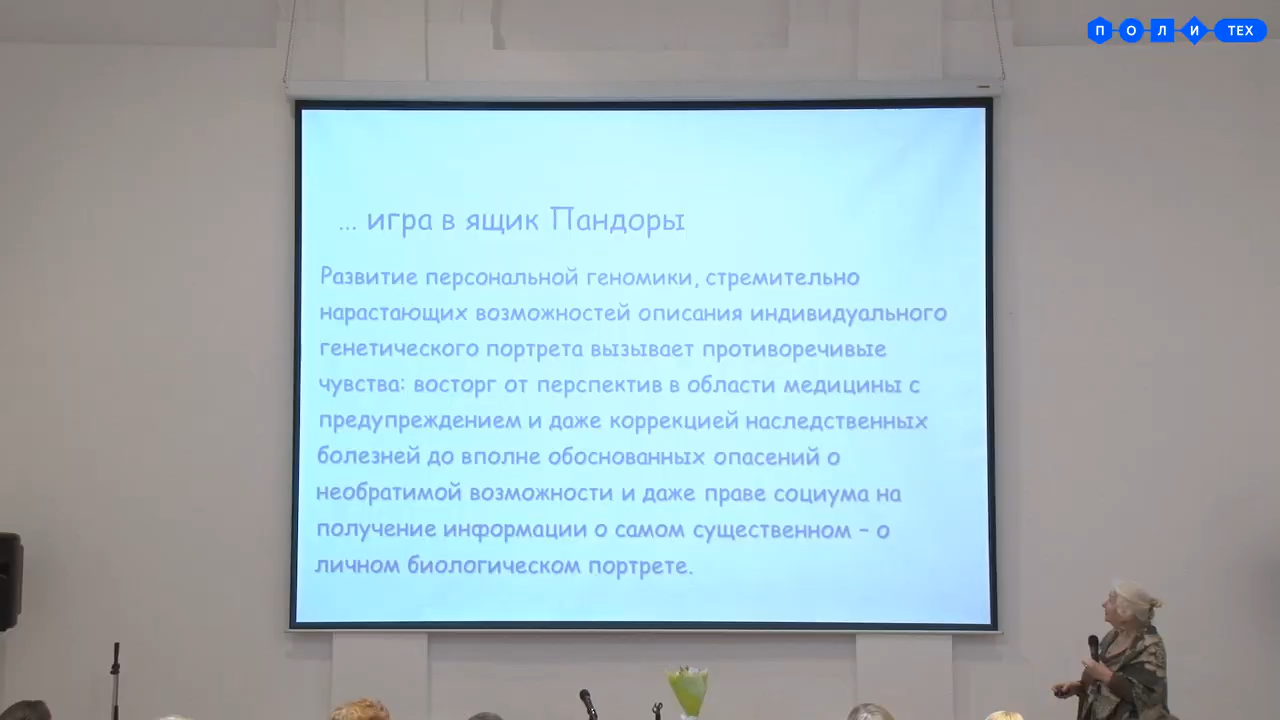 ПОЛИТЕХ
... игра в ящик Пандоры
Развитие персональной геномики, стремительно
нарастающих возможностей описания индивидуального
генетического портрета вызывает противоречивые
чувства: восторг от перспектив в области медицины с
предупреждением и даже коррекцией наследственных
болезней до вполне обоснованных опасений о
необратимой возможности и даже праве социума на
получение информации о самом существенном – о
личном биологическом портрете.